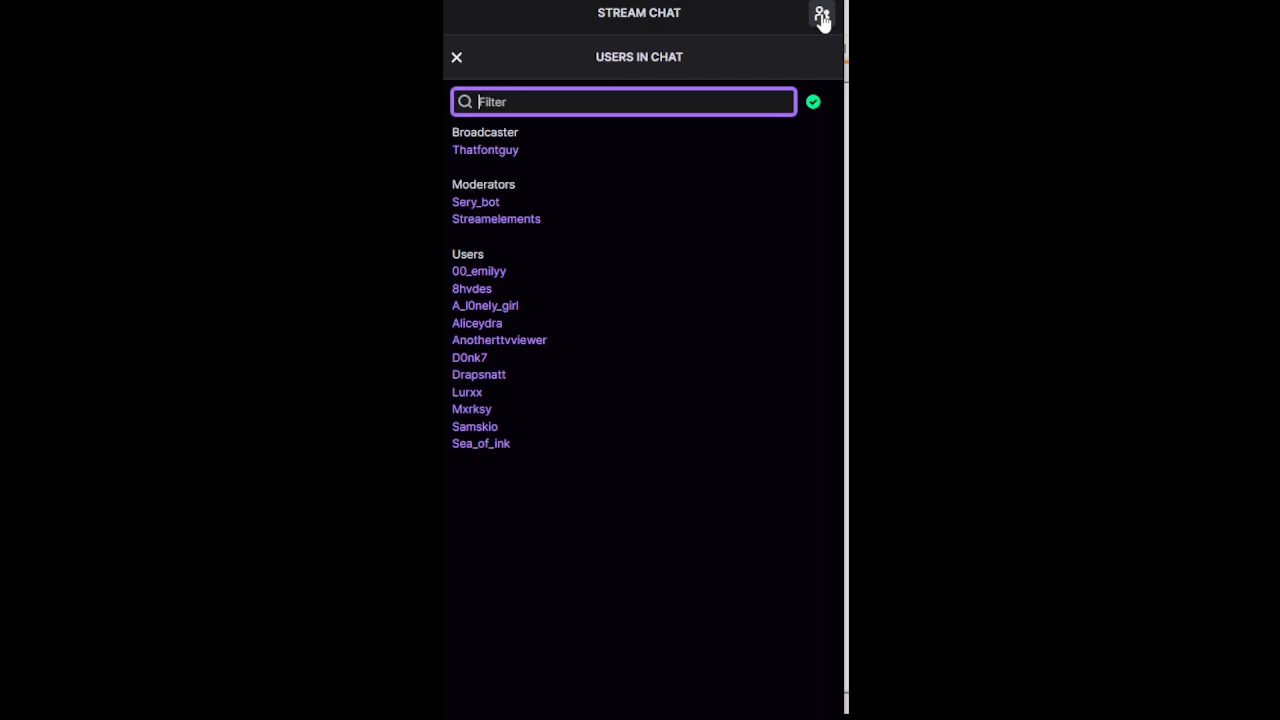 STREAM CHAT
USERS IN CHAT
Filter
Broadcaster
Thatfontguy
Moderators
Sery_bot
Streamelements
Users
00_emilyy
8hvdes
A_l0nely_girl
Aliceydra
Anotherttvviewer
D0nk7
Drapsnatt
Lurxx
Mxrksy
Samskio
Sea_of_ink